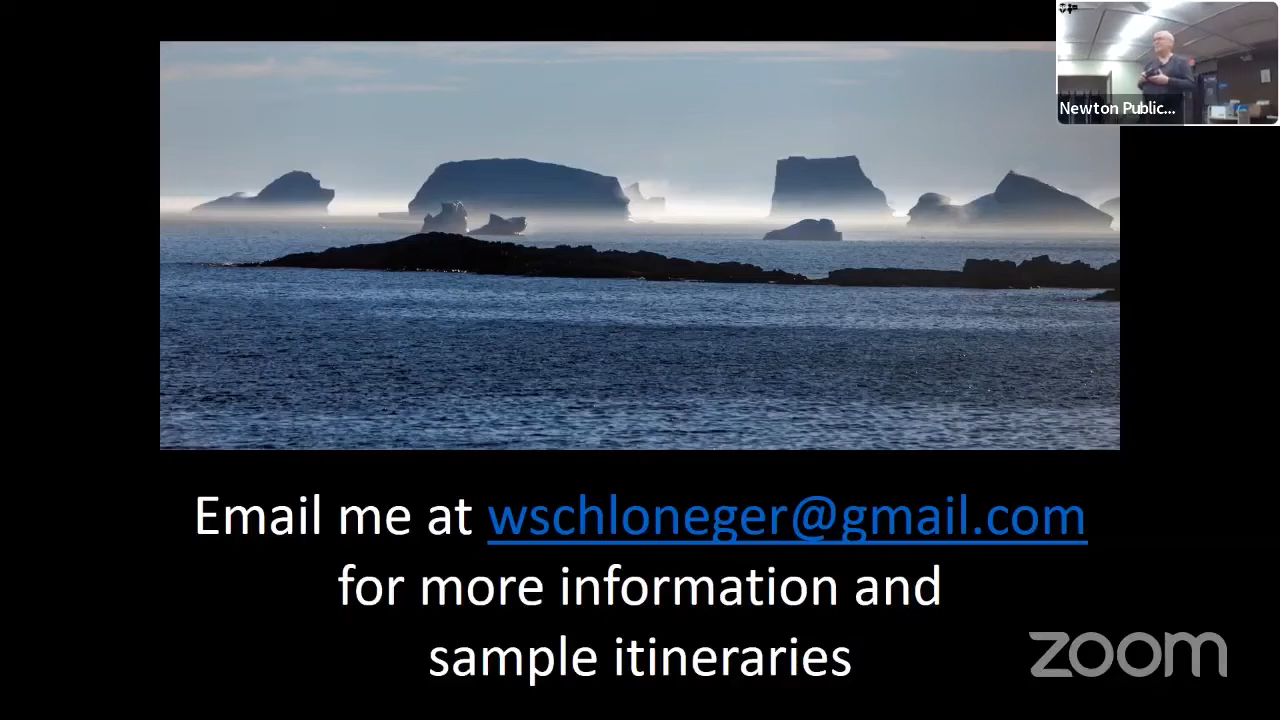 Newton Public...
Email me at wschloneger@gmail.com
for more information and
sample itineraries
zoom